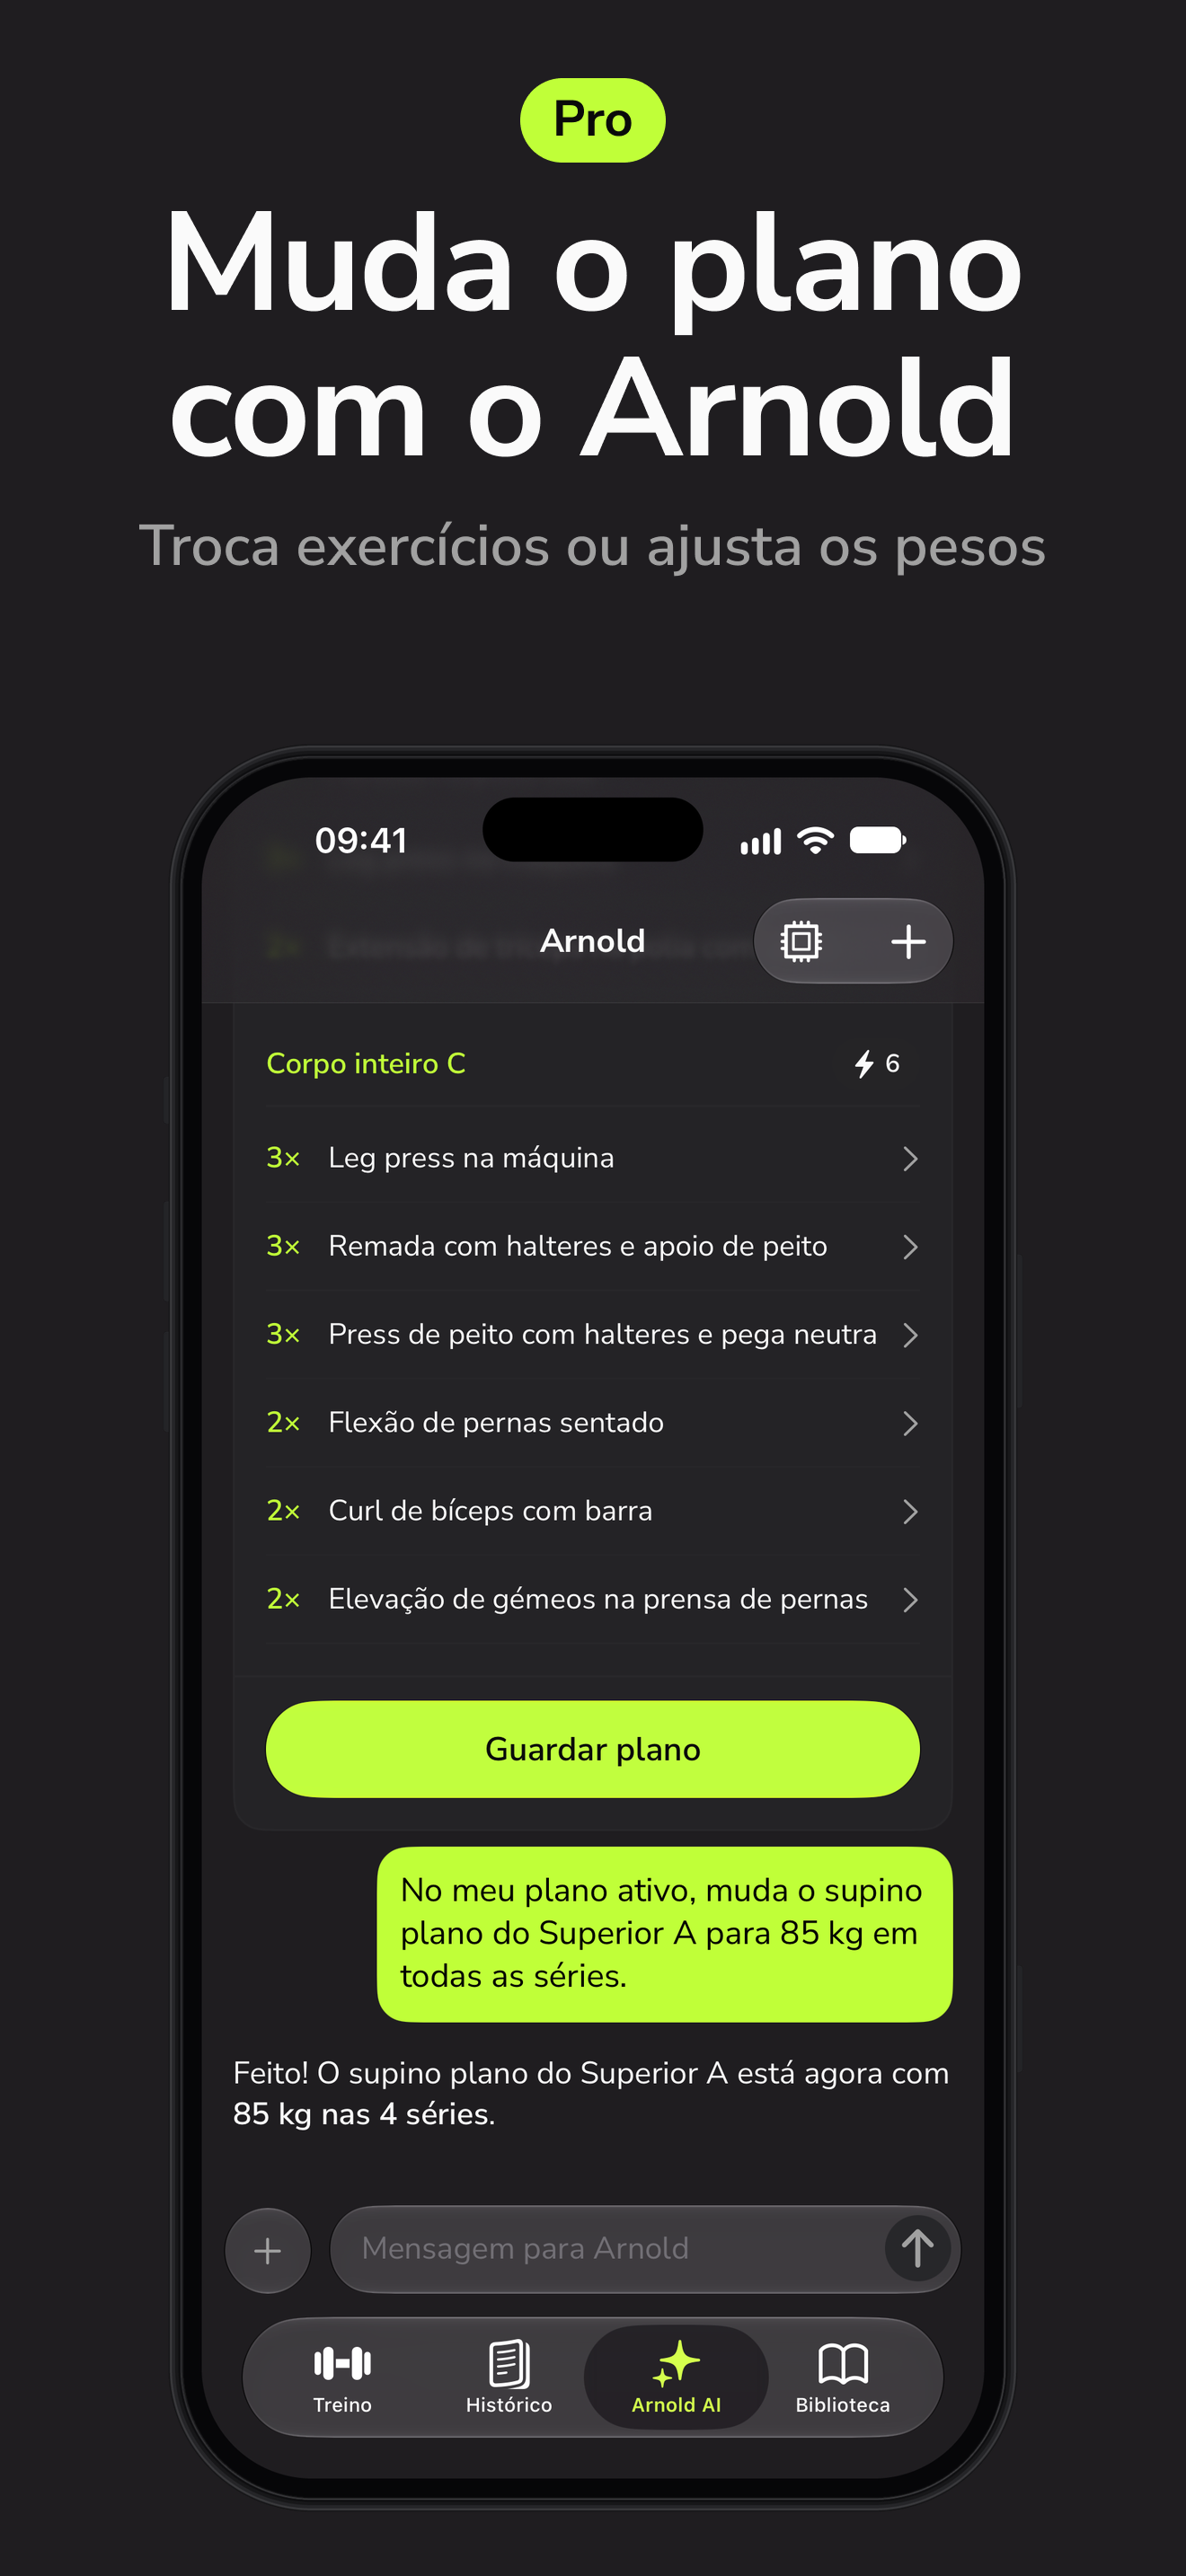 Pro
Muda o plano
com o Arnold
Troca exercícios ou ajusta os pesos
09:41
Arnold
Corpo inteiro C
6
3× Leg press na máquina
3× Remada com halteres e apoio de peito
3× Press de peito com halteres e pega neutra
2× Flexão de pernas sentado
2× Curl de bíceps com barra
2× Elevação de gémeos na prensa de pernas
Guardar plano
No meu plano ativo, muda o supino
plano do Superior A para 85 kg em
todas as séries.
Feito! O supino plano do Superior A está agora com
85 kg nas 4 séries.
Mensagem para Arnold
Treino
Histórico
Arnold AI
Biblioteca